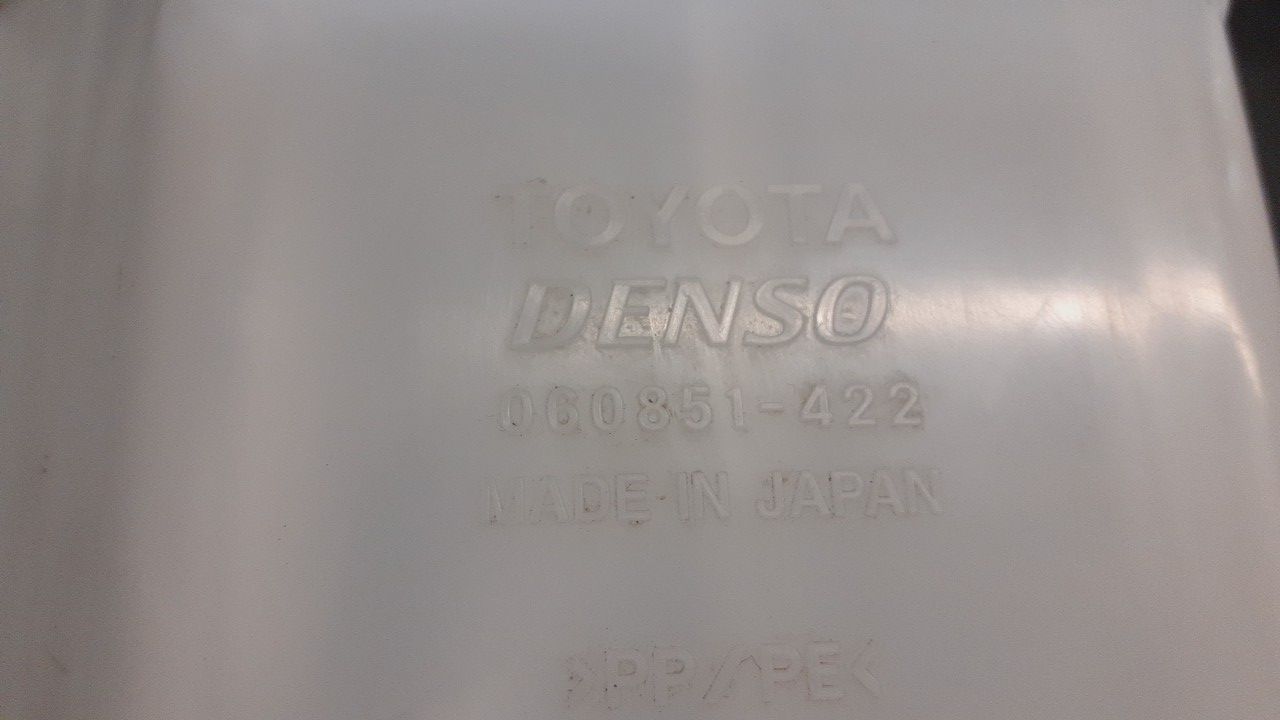 TOYOTA
DENSO
060851-422
MADE IN JAPAN
>PP/PE<